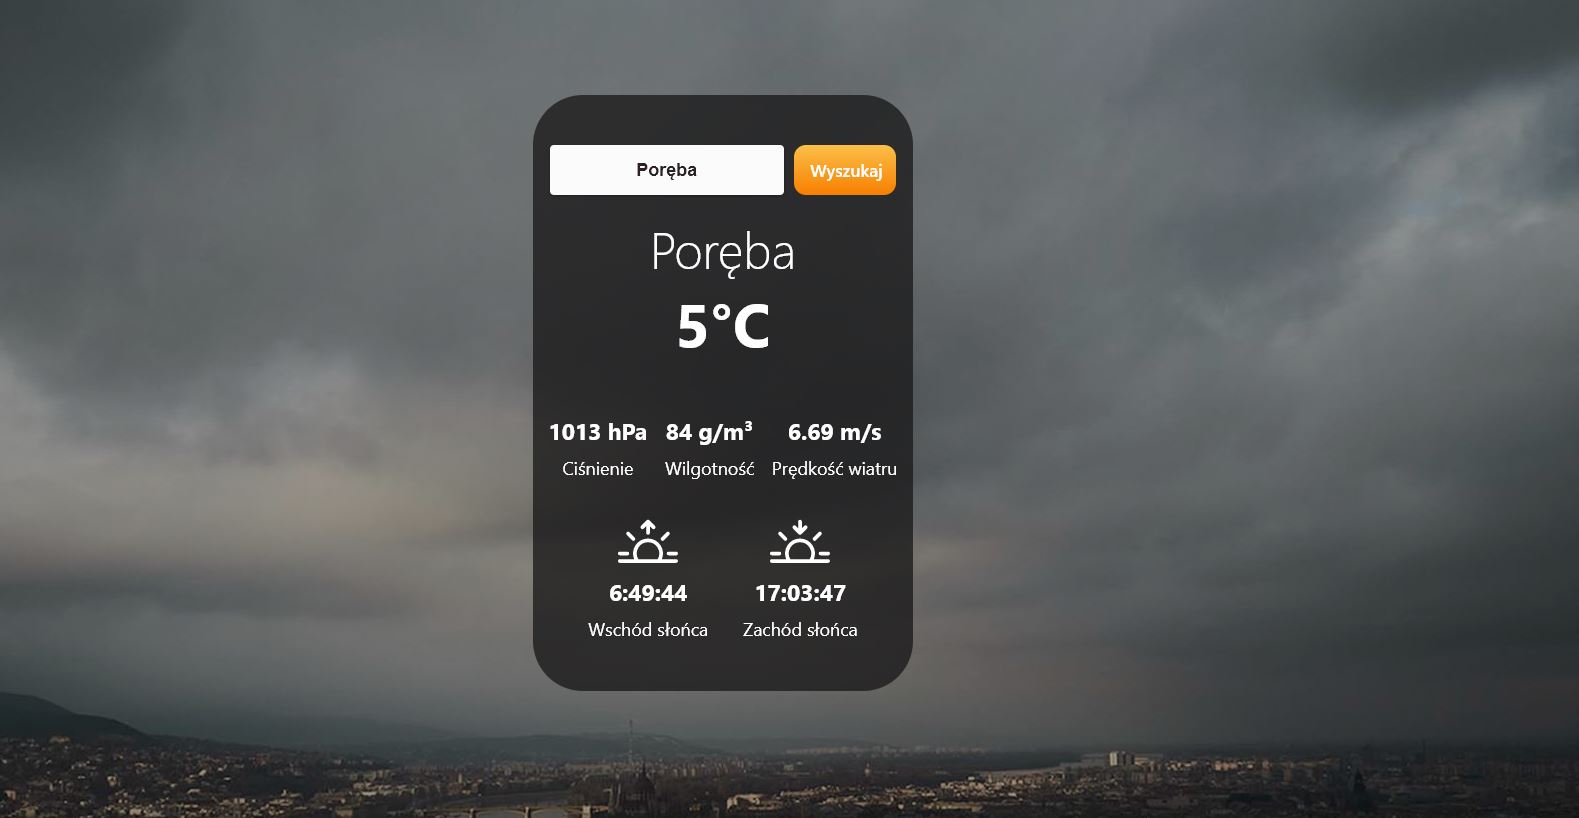 Poręba
Wyszukaj
Poręba
5°C
1013 hPa 84 g/m³ 6.69 m/s
Ciśnienie Wilgotność Prędkość wiatru
6:49:44 17:03:47
Wschód słońca Zachód słońca